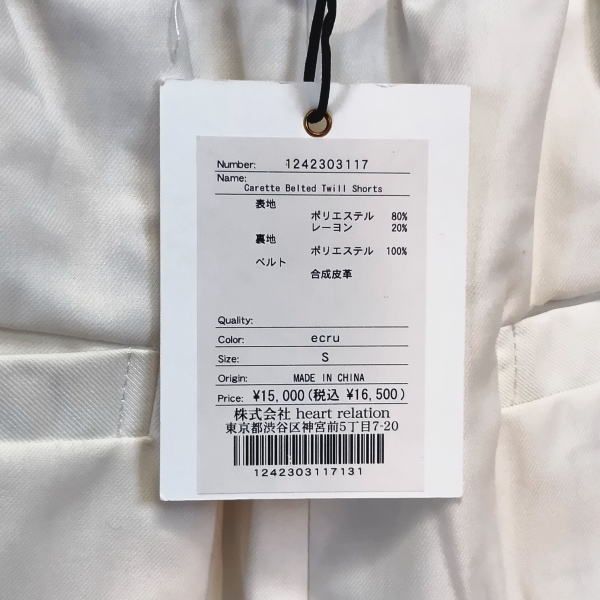 Number: 1242303117
Name:
Carette Belted Twill Shorts
表地
ポリエステル 80%
レーヨン 20%
裏地
ポリエステル 100%
ベルト
合成皮革
Quality:
Color: ecru
Size: S
Origin: MADE IN CHINA
Price: ¥15,000(税込 ¥16,500)
株式会社 heart relation
東京都渋谷区神宮前5丁目7-20
1242303117131